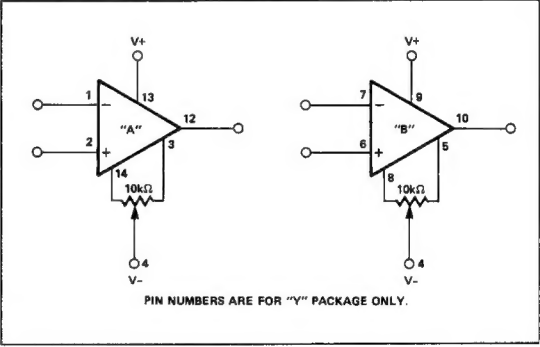 V+ V+
13 9
1 − 12 7 − 10
"A" "B"
2 + 3 6 + 5
14 8
10kΩ 10kΩ
4 4
V− V−
PIN NUMBERS ARE FOR "Y" PACKAGE ONLY.